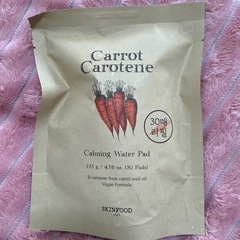 Carrot
Carotene
30매
리필
Calming Water Pad
135 g / 4.76 oz. (30 Pads)
β-carotene from carrot seed oil
Vegan Formula
SKINFOOD